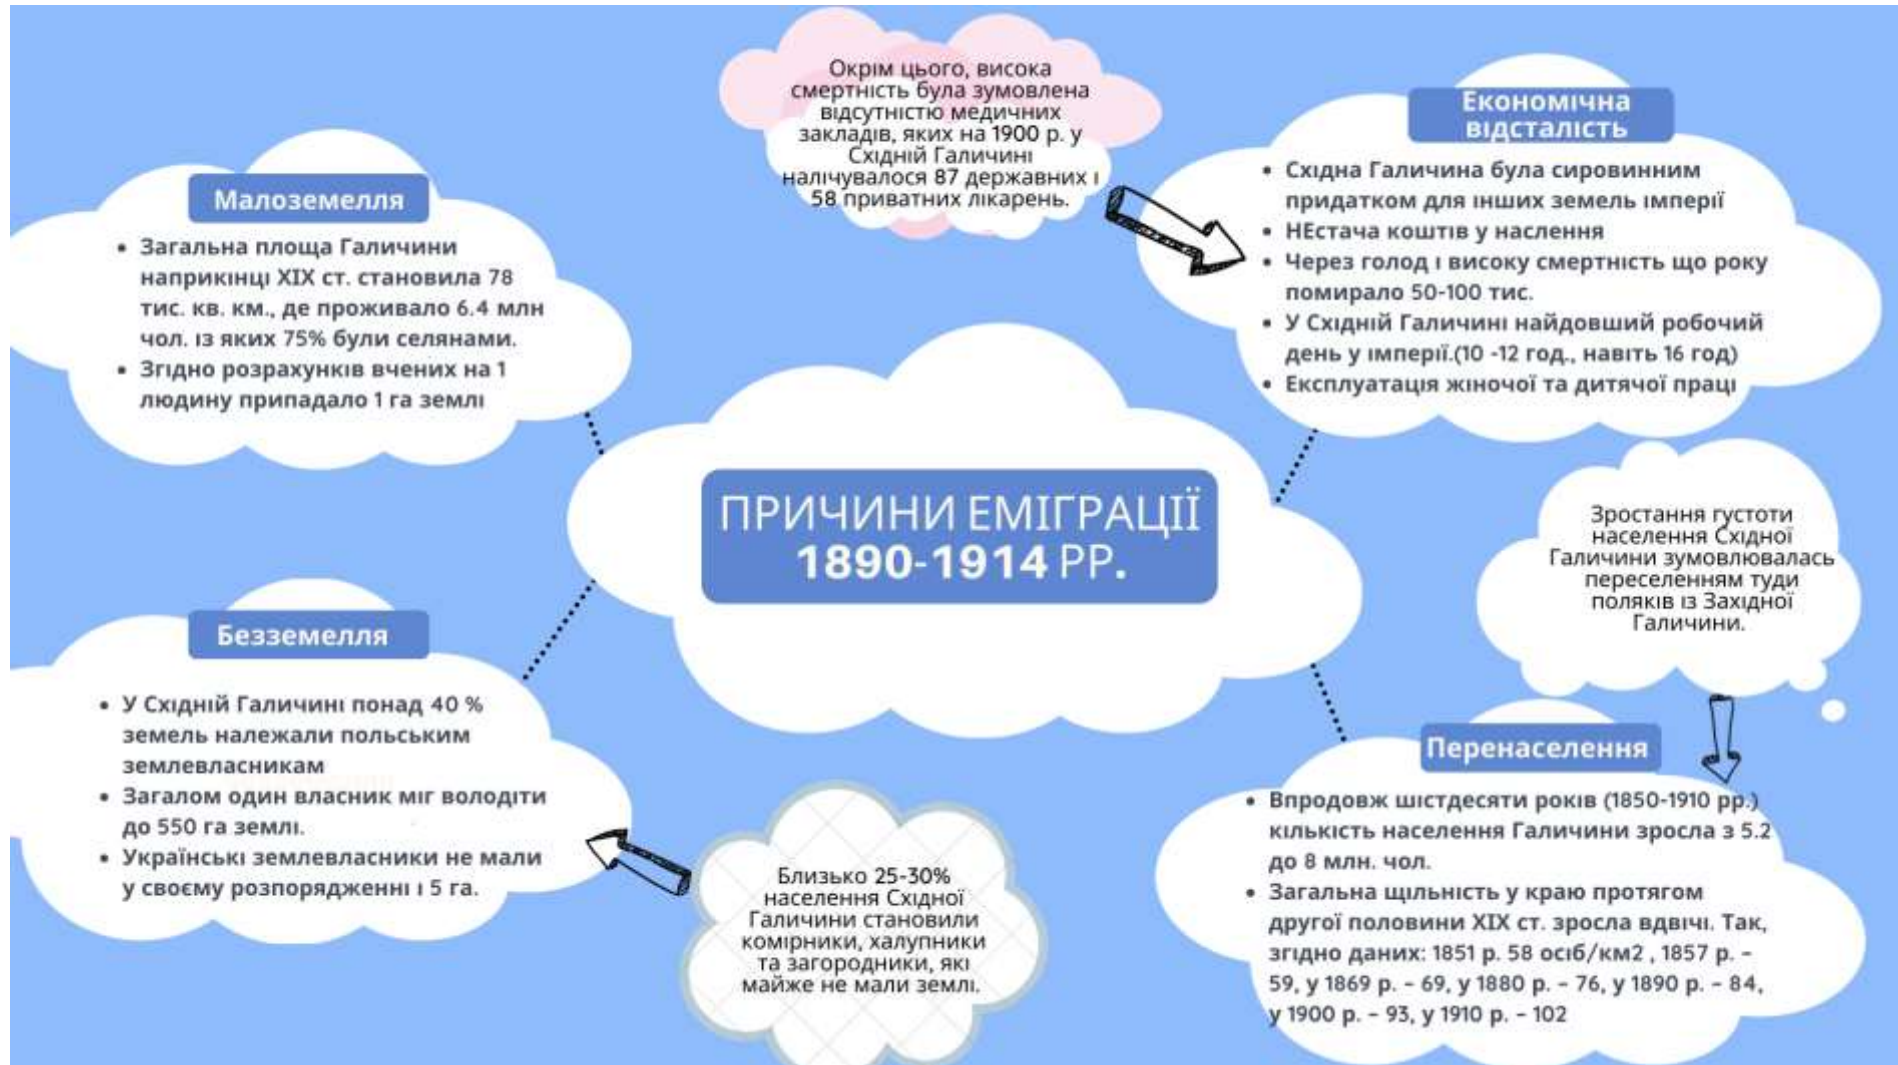 Окрім цього, висока
смертність була зумовлена
відсутністю медичних
закладів, яких на 1900 р. у
Східній Галичині
налічувалося 87 державних і
58 приватних лікарень.
Економічна
відсталість
• Східна Галичина була сировинним
придатком для інших земель імперії
• НЕстача коштів у наслення
• Через голод і високу смертність що року
помирало 50-100 тис.
• У Східній Галичині найдовший робочий
день у імперії.(10 -12 год., навіть 16 год)
• Експлуатація жіночої та дитячої праці
Малоземелля
• Загальна площа Галичини
наприкінці ХІХ ст. становила 78
тис. кв. км., де проживало 6.4 млн
чол. із яких 75% були селянами.
• Згідно розрахунків вчених на 1
людину припадало 1 га землі
ПРИЧИНИ ЕМІГРАЦІЇ
1890-1914 РР.
Зростання густоти
населення Східної
Галичини зумовлювалась
переселенням туди
поляків із Західної
Галичини.
Безземелля
• У Східній Галичині понад 40 %
земель належали польським
землевласникам
• Загалом один власник міг володіти
до 550 га землі.
• Українські землевласники не мали
у своєму розпорядженні і 5 га.
Близько 25-30%
населення Східної
Галичини становили
комірники, халупники
та загородники, які
майже не мали землі.
Перенаселення
• Впродовж шістдесяти років (1850-1910 рр.)
кількість населення Галичини зросла з 5.2
до 8 млн. чол.
• Загальна щільність у краю протягом
другої половини ХІХ ст. зросла вдвічі. Так,
згідно даних: 1851 р. 58 осіб/км2 , 1857 р. –
59, у 1869 р. – 69, у 1880 р. – 76, у 1890 р. – 84,
у 1900 р. – 93, у 1910 р. – 102